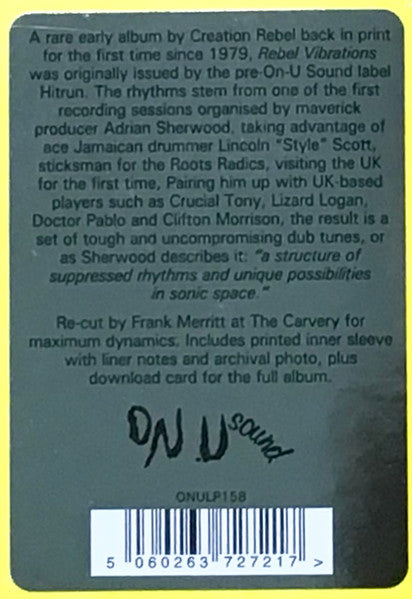 A rare early album by Creation Rebel back in print
for the first time since 1979, Rebel Vibrations
was originally issued by the pre-On-U Sound label
Hitrun. The rhythms stem from one of the first
recording sessions organised by maverick
producer Adrian Sherwood, taking advantage of
ace Jamaican drummer Lincoln "Style" Scott,
sticksman for the Roots Radics, visiting the UK
for the first time, Pairing him up with UK-based
players such as Crucial Tony, Lizard Logan,
Doctor Pablo and Clifton Morrison, the result is a
set of tough and uncompromising dub tunes, or
as Sherwood describes it: "a structure of
suppressed rhythms and unique possibilities
in sonic space."
Re-cut by Frank Merritt at The Carvery for
maximum dynamics. Includes printed inner sleeve
with liner notes and archival photo, plus
download card for the full album.
ON.U sound
ONULP158
5 060263 727217 >